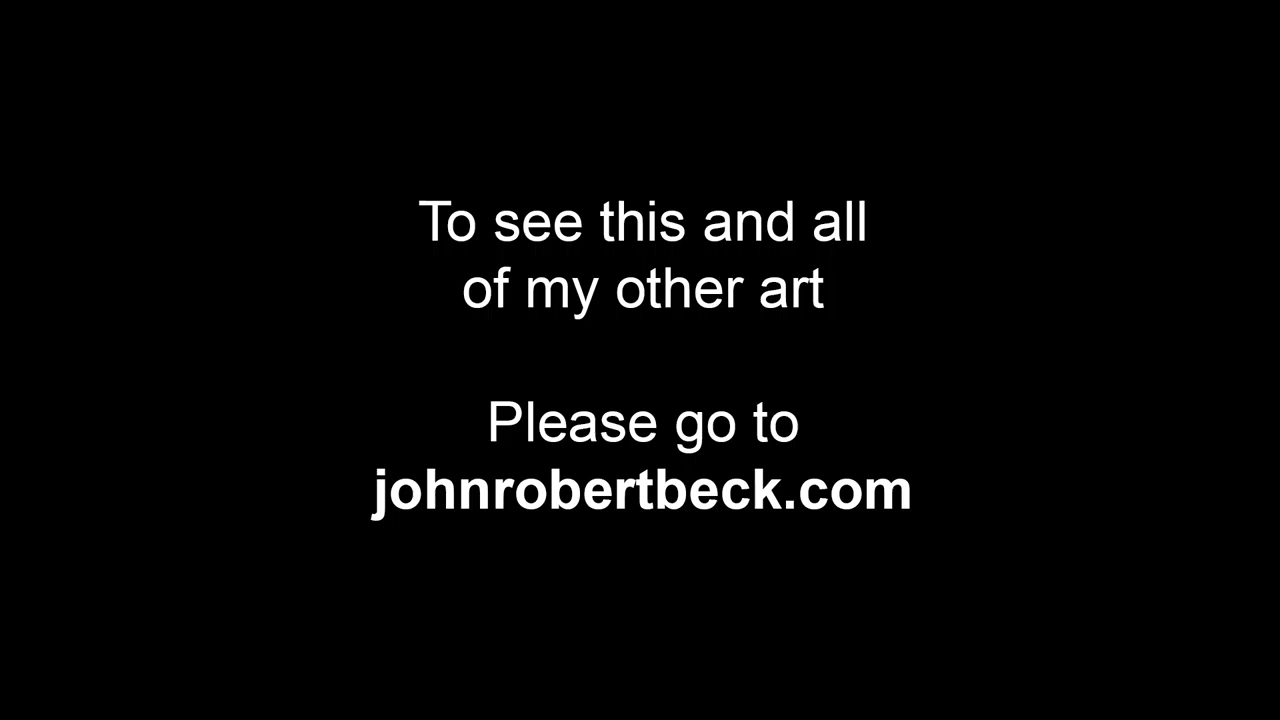 To see this and all
of my other art
Please go to
johnrobertbeck.com